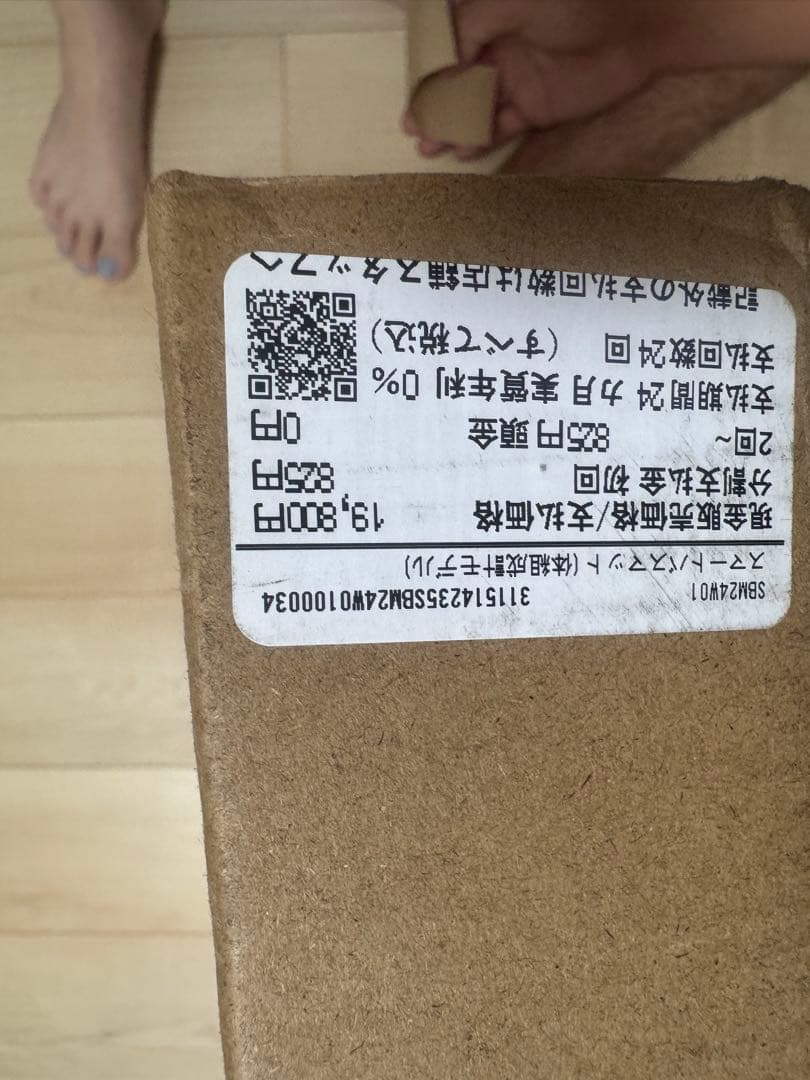 SBM24W01 311514235SSBM24W0100034
スマートバスマット (体組成計モデル)
現金販売価格/支払価格 19,800円
分割支払金 初回 825円
2回~ 825円 頭金 0円
支払期間 24 カ月 実質年利 0%
支払回数 24 回 (すべて税込)
記載外の支払回数は店舗スタッフへ